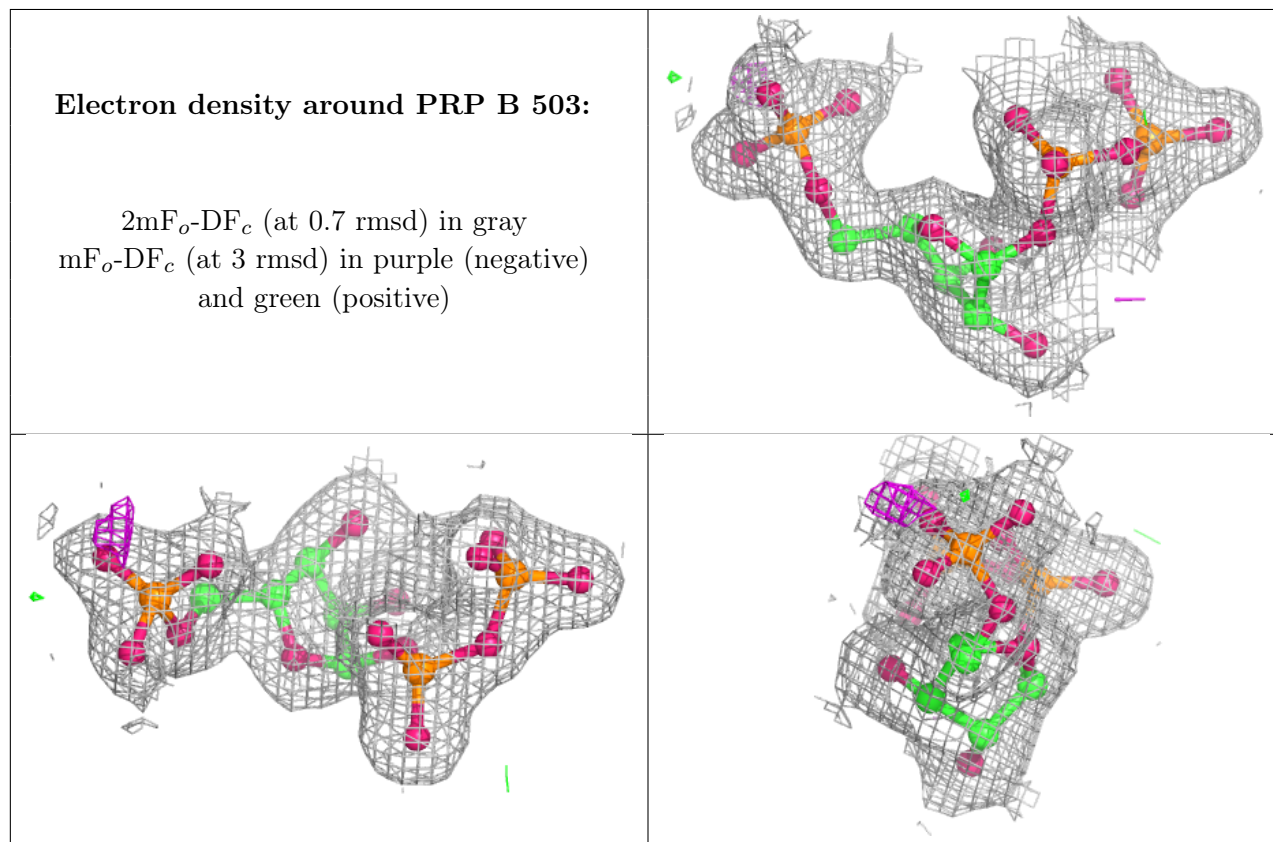 Electron density around PRP B 503:
2mFo-DFc (at 0.7 rmsd) in gray
mFo-DFc (at 3 rmsd) in purple (negative)
and green (positive)